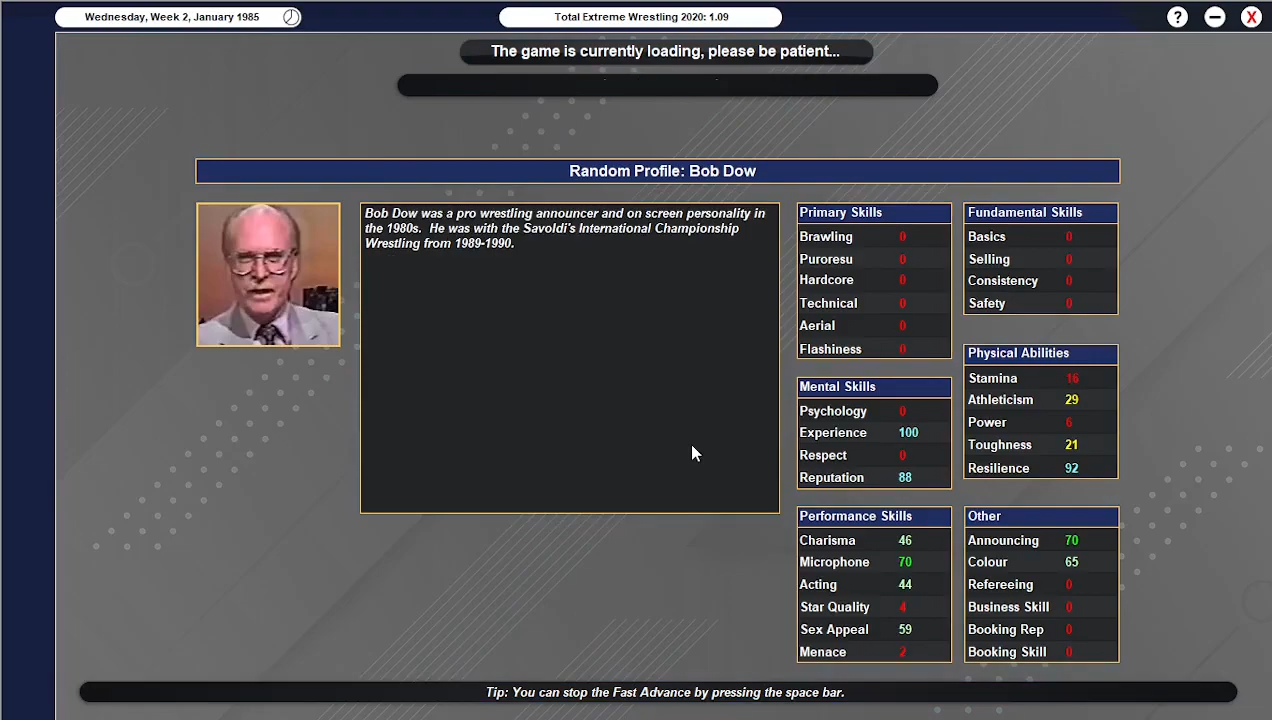 Wednesday, Week 2, January 1985
Total Extreme Wrestling 2020: 1.09
?
X
The game is currently loading, please be patient...
Random Profile: Bob Dow
Bob Dow was a pro wrestling announcer and on screen personality in
the 1980s. He was with the Savoldi's International Championship
Wrestling from 1989-1990.
Primary Skills
Brawling 0
Puroresu 0
Hardcore 0
Technical 0
Aerial 0
Flashiness 0
Mental Skills
Psychology 0
Experience 100
Respect 0
Reputation 88
Performance Skills
Charisma 46
Microphone 70
Acting 44
Star Quality 4
Sex Appeal 59
Menace 2
Fundamental Skills
Basics 0
Selling 0
Consistency 0
Safety 0
Physical Abilities
Stamina 16
Athleticism 29
Power 6
Toughness 21
Resilience 92
Other
Announcing 70
Colour 65
Refereeing 0
Business Skill 0
Booking Rep 0
Booking Skill 0
Tip: You can stop the Fast Advance by pressing the space bar.